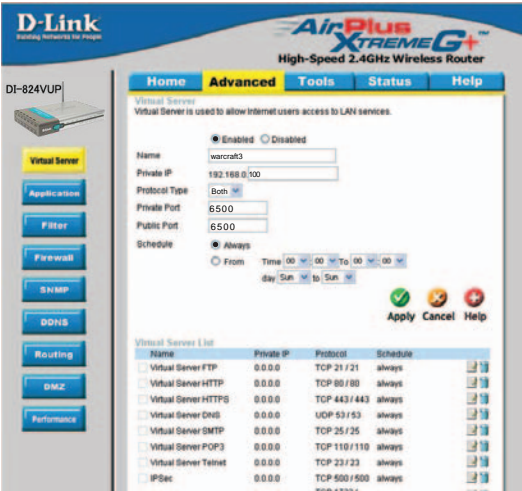 D-Link
Building Networks for People
AirPlus
XTREME G+™
High-Speed 2.4GHz Wireless Router
DI-824VUP
Home Advanced Tools Status Help
Virtual Server
Virtual Server is used to allow Internet users access to LAN services.
Enabled Disabled
Name warcraft3
Private IP 192.168.0.100
Protocol Type Both
Private Port 6500
Public Port 6500
Schedule Always
From Time 00 : 00 To 00 : 00
day Sun to Sun
Apply Cancel Help
Virtual Server
Application
Filter
Firewall
SNMP
DDNS
Routing
DMZ
Performance
Virtual Server List
Name Private IP Protocol Schedule
Virtual Server FTP 0.0.0.0 TCP 21 / 21 always
Virtual Server HTTP 0.0.0.0 TCP 80 / 80 always
Virtual Server HTTPS 0.0.0.0 TCP 443 / 443 always
Virtual Server DNS 0.0.0.0 UDP 53 / 53 always
Virtual Server SMTP 0.0.0.0 TCP 25 / 25 always
Virtual Server POP3 0.0.0.0 TCP 110 / 110 always
Virtual Server Telnet 0.0.0.0 TCP 23 / 23 always
IPSec 0.0.0.0 TCP 500 / 500 always